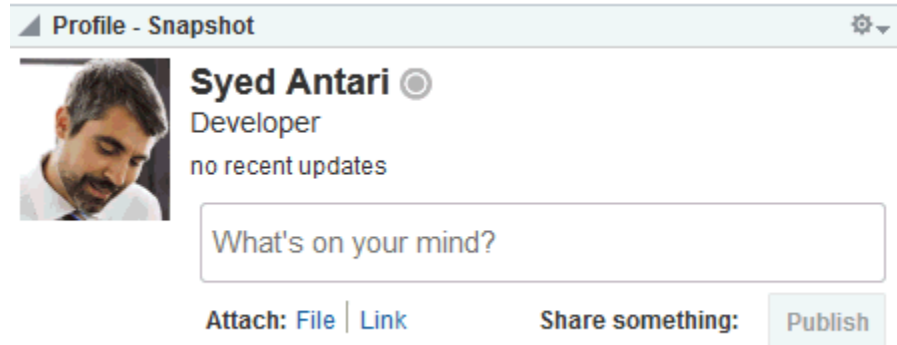 Profile - Snapshot
Syed Antari
Developer
no recent updates
What's on your mind?
Attach: File | Link Share something: Publish